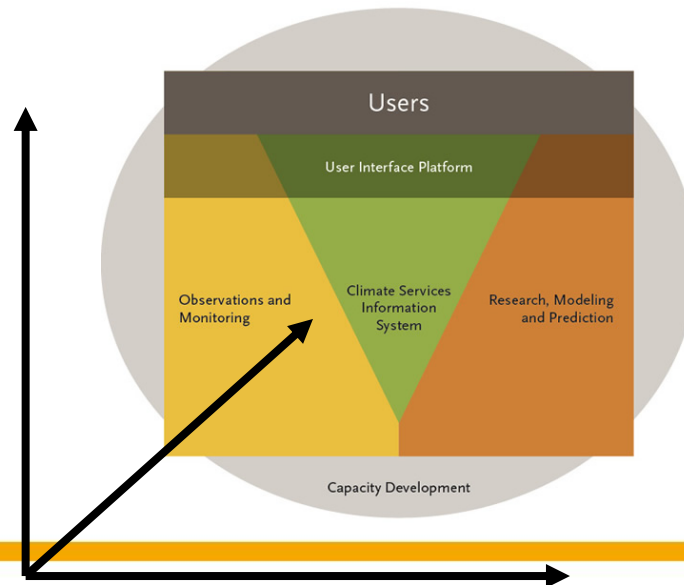 Users
User Interface Platform
Observations and
Monitoring
Climate Services
Information
System
Research, Modeling
and Prediction
Capacity Development